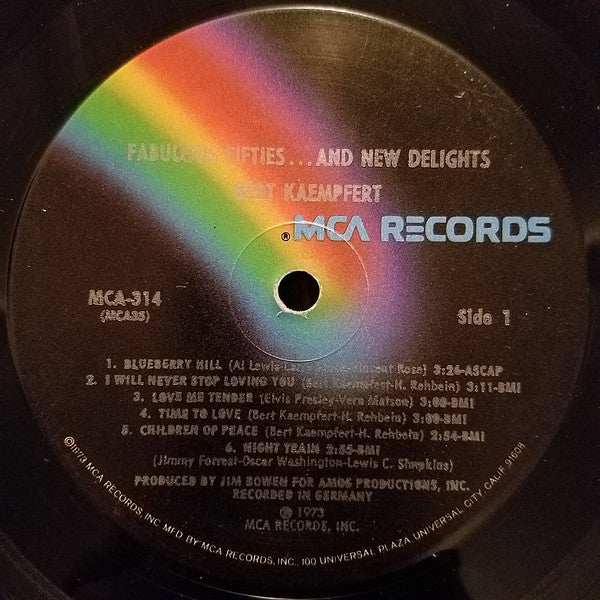 FABULOUS FIFTIES...AND NEW DELIGHTS
BERT KAEMPFERT
® MCA RECORDS
MCA-314
(MCA35)
Side 1
1. BLUEBERRY HILL (Al Lewis-Larry Stock-Vincent Rose) 3:26-ASCAP
2. I WILL NEVER STOP LOVING YOU (Bert Kaempfert-H. Rehbein) 3:11-BMI
3. LOVE ME TENDER (Elvis Presley-Vera Matson) 3:00-BMI
4. TIME TO LOVE (Bert Kaempfert-H. Rehbein) 3:00-BMI
5. CHILDREN OF PEACE (Bert Kaempfert-H. Rehbein) 2:54-BMI
6. NIGHT TRAIN 2:55-BMI
(Jimmy Forrest-Oscar Washington-Lewis C. Simpkins)
PRODUCED BY JIM BOWEN FOR AMOS PRODUCTIONS, INC.
RECORDED IN GERMANY
℗ 1973
MCA RECORDS, INC.
©1973 MCA RECORDS, INC. MFD. BY MCA RECORDS, INC., 100 UNIVERSAL PLAZA, UNIVERSAL CITY, CALIF. 91608